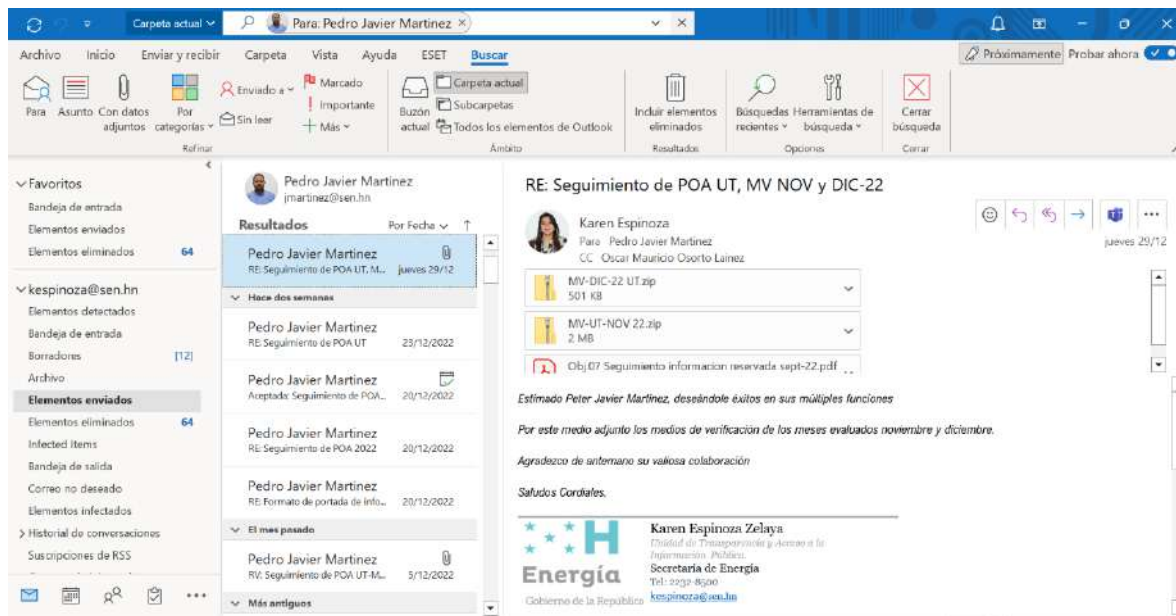 Carpeta actual
Para: Pedro Javier Martinez
Archivo Inicio Enviar y recibir Carpeta Vista Ayuda ESET Buscar
Próximamente Probar ahora
Para Asunto Con datos adjuntos
Por categorías
Enviado a
Sin leer
Marcado
Importante
Más
Refinar
Buzón actual
Carpeta actual
Subcarpetas
Todos los elementos de Outlook
Ámbito
Incluir elementos eliminados
Resultados
Búsquedas recientes
Herramientas de búsqueda
Opciones
Cerrar búsqueda
Cerrar
Favoritos
Bandeja de entrada
Elementos enviados
Elementos eliminados 64
kespinoza@sen.hn
Elementos detectados
Bandeja de entrada
Borradores [12]
Archivo
Elementos enviados
Elementos eliminados 64
Infected Items
Bandeja de salida
Correo no deseado
Elementos infectados
Historial de conversaciones
Suscripciones de RSS
Pedro Javier Martinez
jmartinez@sen.hn
Resultados Por Fecha
Pedro Javier Martinez
RE: Seguimiento de POA UT, M... jueves 29/12
Hace dos semanas
Pedro Javier Martinez
RE: Seguimiento de POA UT 23/12/2022
Pedro Javier Martinez
Aceptada: Seguimiento de POA... 20/12/2022
Pedro Javier Martinez
RE: Seguimiento de POA 2022 20/12/2022
Pedro Javier Martinez
RE: Formato de portada de info... 20/12/2022
El mes pasado
Pedro Javier Martinez
RV: Seguimiento de POA UT-M... 5/12/2022
Más antiguos
RE: Seguimiento de POA UT, MV NOV y DIC-22
Karen Espinoza
Para Pedro Javier Martinez
CC Oscar Mauricio Osorto Lainez
jueves 29/12
MV-DIC-22 UT.zip
501 KB
MV-UT-NOV 22.zip
2 MB
Obj.07 Seguimiento informacion reservada sept-22.pdf
Estimado Peter Javier Martinez, deseándole éxitos en sus múltiples funciones
Por este medio adjunto los medios de verificación de los meses evaluados noviembre y diciembre.
Agradezco de antemano su valiosa colaboración
Saludos Cordiales,
Energía
Gobierno de la República
Karen Espinoza Zelaya
Unidad de Transparencia y Acceso a la
Información Pública.
Secretaría de Energía
Tel: 2232-8500
kespinoza@sen.hn